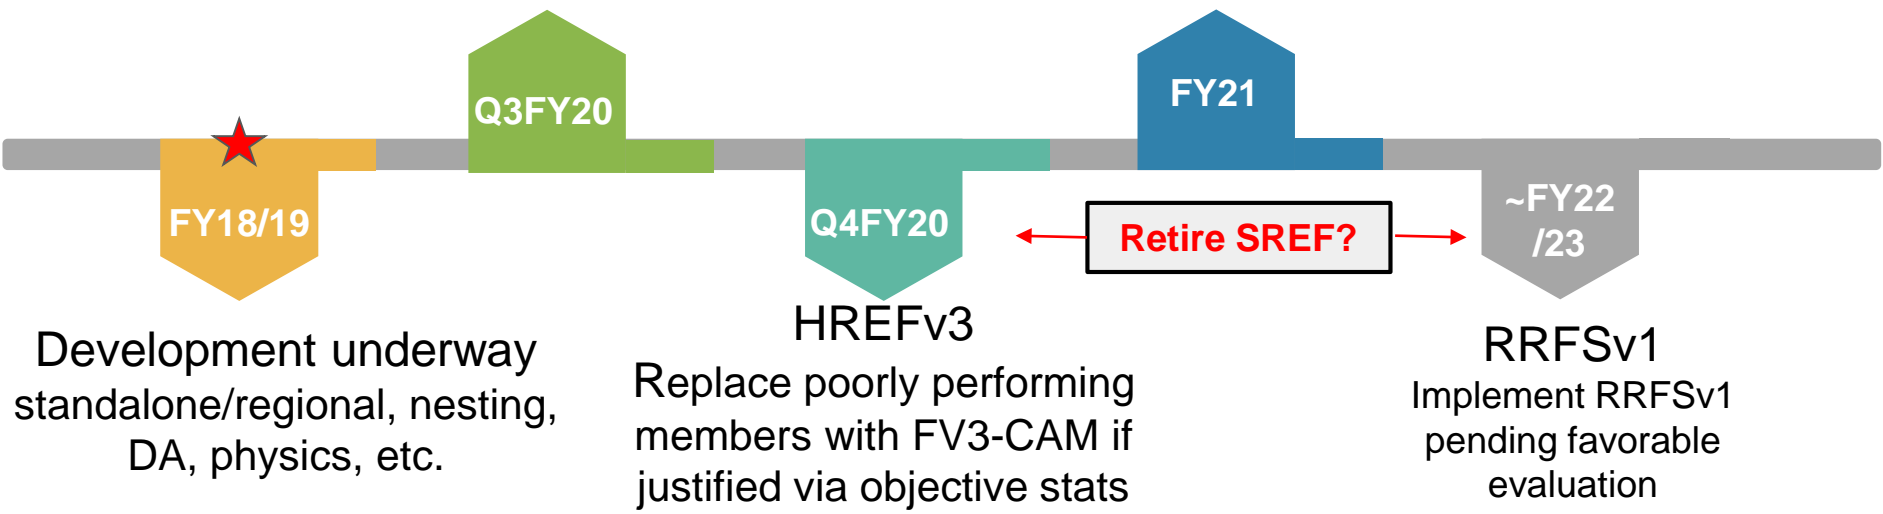 Q3FY20
FY21
FY18/19
Q4FY20
Retire SREF?
~FY22
/23
Development underway
standalone/regional, nesting,
DA, physics, etc.
HREFv3
Replace poorly performing
members with FV3-CAM if
justified via objective stats
RRFSv1
Implement RRFSv1
pending favorable
evaluation